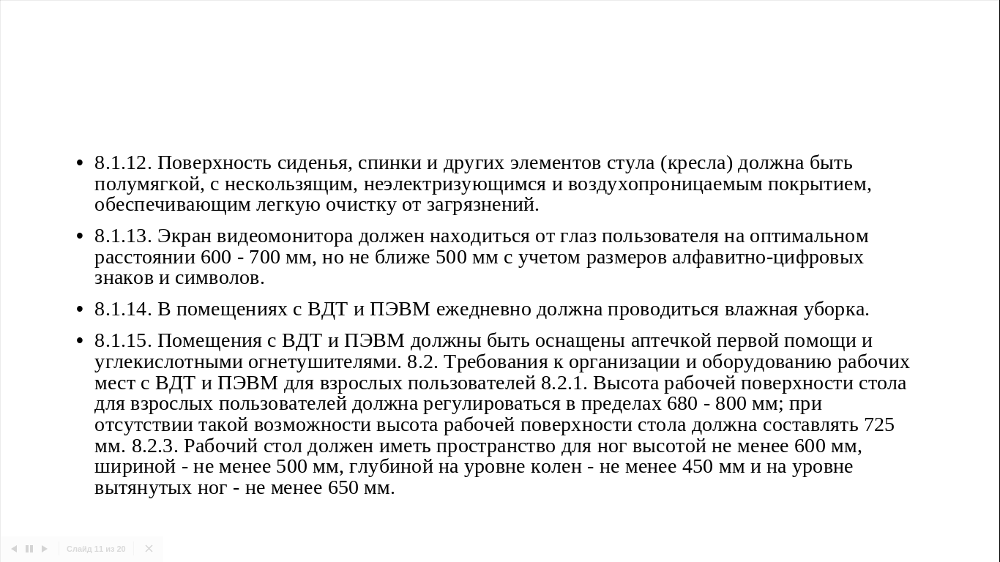 • 8.1.12. Поверхность сиденья, спинки и других элементов стула (кресла) должна быть
полумягкой, с нескользящим, неэлектризующимся и воздухопроницаемым покрытием,
обеспечивающим легкую очистку от загрязнений.
• 8.1.13. Экран видеомонитора должен находиться от глаз пользователя на оптимальном
расстоянии 600 - 700 мм, но не ближе 500 мм с учетом размеров алфавитно-цифровых
знаков и символов.
• 8.1.14. В помещениях с ВДТ и ПЭВМ ежедневно должна проводиться влажная уборка.
• 8.1.15. Помещения с ВДТ и ПЭВМ должны быть оснащены аптечкой первой помощи и
углекислотными огнетушителями. 8.2. Требования к организации и оборудованию рабочих
мест с ВДТ и ПЭВМ для взрослых пользователей 8.2.1. Высота рабочей поверхности стола
для взрослых пользователей должна регулироваться в пределах 680 - 800 мм; при
отсутствии такой возможности высота рабочей поверхности стола должна составлять 725
мм. 8.2.3. Рабочий стол должен иметь пространство для ног высотой не менее 600 мм,
шириной - не менее 500 мм, глубиной на уровне колен - не менее 450 мм и на уровне
вытянутых ног - не менее 650 мм.
Слайд 11 из 20